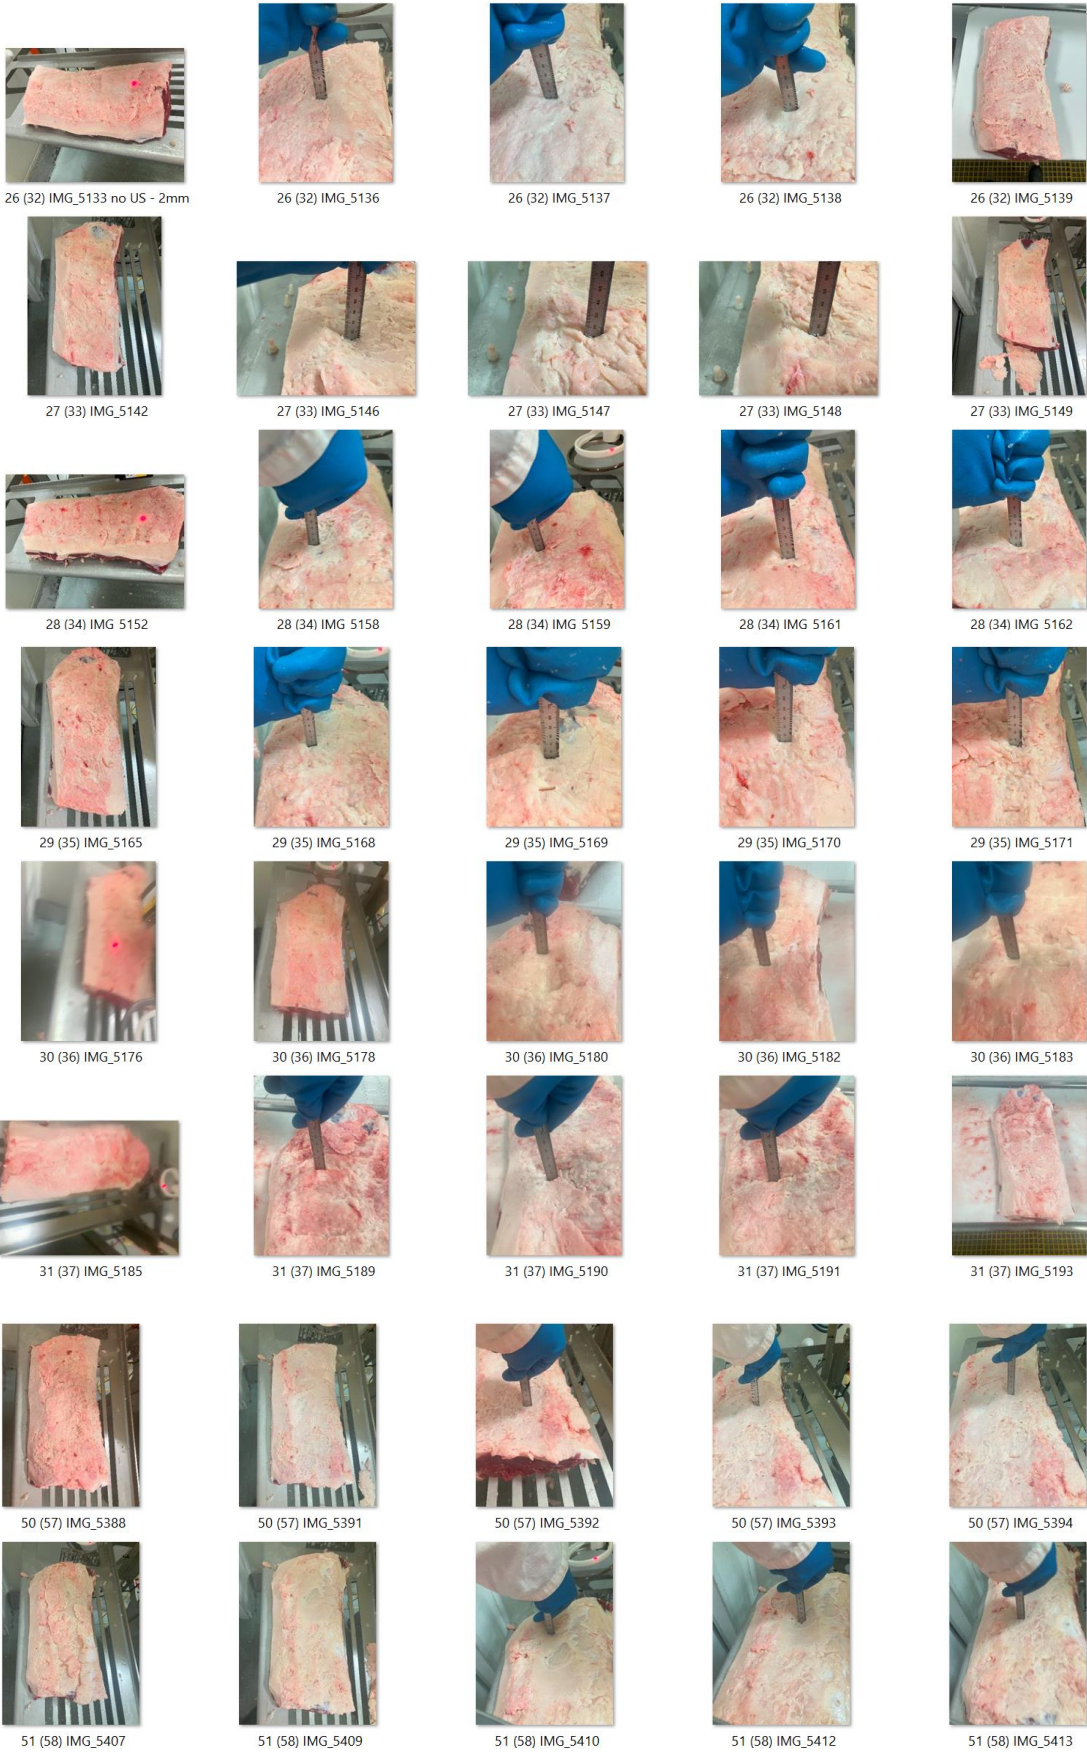 26 (32) IMG_5133 no US - 2mm
26 (32) IMG_5136
26 (32) IMG_5137
26 (32) IMG_5138
26 (32) IMG_5139
27 (33) IMG_5142
27 (33) IMG_5146
27 (33) IMG_5147
27 (33) IMG_5148
27 (33) IMG_5149
28 (34) IMG 5152
28 (34) IMG 5158
28 (34) IMG 5159
28 (34) IMG 5161
28 (34) IMG 5162
29 (35) IMG_5165
29 (35) IMG_5168
29 (35) IMG_5169
29 (35) IMG_5170
29 (35) IMG_5171
30 (36) IMG_5176
30 (36) IMG_5178
30 (36) IMG_5180
30 (36) IMG_5182
30 (36) IMG_5183
31 (37) IMG_5185
31 (37) IMG_5189
31 (37) IMG_5190
31 (37) IMG_5191
31 (37) IMG_5193
50 (57) IMG_5388
50 (57) IMG_5391
50 (57) IMG_5392
50 (57) IMG_5393
50 (57) IMG_5394
51 (58) IMG_5407
51 (58) IMG_5409
51 (58) IMG_5410
51 (58) IMG_5412
51 (58) IMG_5413